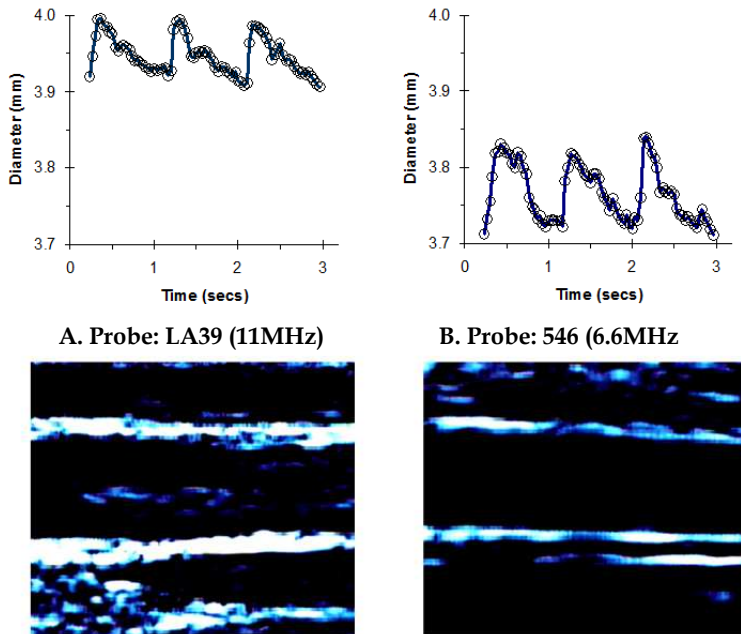 4.0
3.9
3.8
3.7
Diameter (mm)
0 1 2 3
Time (secs)
4.0
3.9
3.8
3.7
Diameter (mm)
0 1 2 3
Time (secs)
A. Probe: LA39 (11MHz)
B. Probe: 546 (6.6MHz